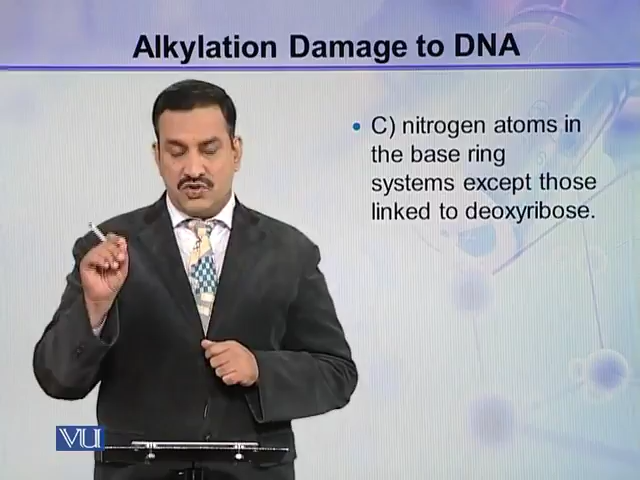 Alkylation Damage to DNA
• C) nitrogen atoms in
the base ring
systems except those
linked to deoxyribose.
VU